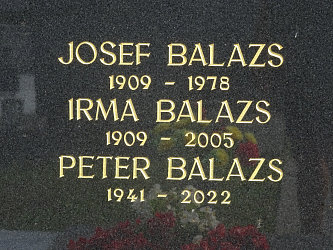 JOSEF BALAZS
1909 - 1978
IRMA BALAZS
1909 - 2005
PETER BALAZS
1941 - 2022